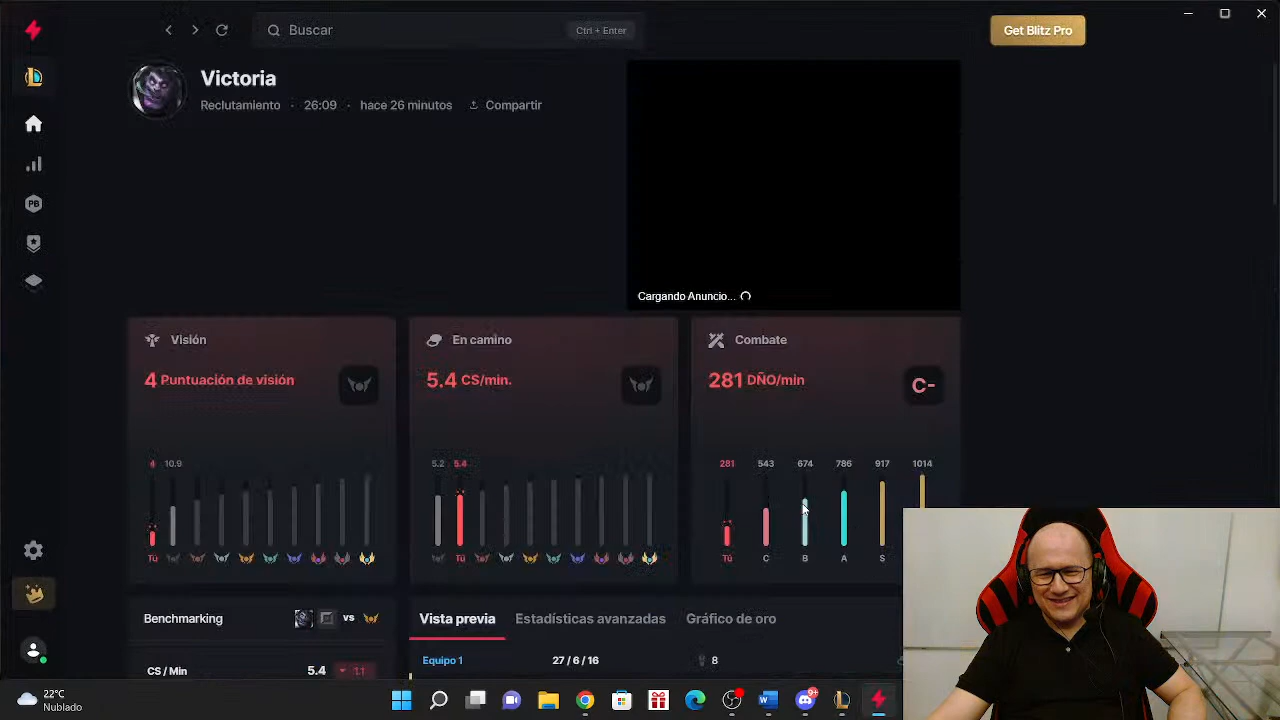 Buscar
Ctrl + Enter
Get Blitz Pro
Victoria
Reclutamiento · 26:09 · hace 26 minutos
Compartir
Cargando Anuncio...
Visión
4 Puntuación de visión
4 10.9
Tú
En camino
5.4 CS/min.
5.2 5.4
Tú
Combate
281 DÑO/min
C-
281 543 674 786 917 1014
Tú C B A S
Benchmarking
vs
CS / Min
5.4
1.1
Vista previa Estadísticas avanzadas Gráfico de oro
Equipo 1
27 / 6 / 16
8
PB
22°C
Nublado